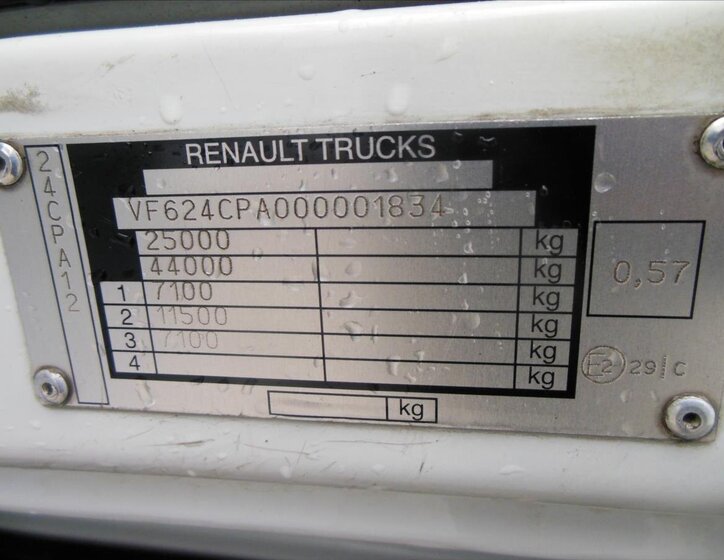 RENAULT TRUCKS
24CPA12
VF624CPA000001834
25000 kg
44000 kg
1 7100 kg
2 11500 kg
3 7100 kg
4 kg
kg
0,57
E2 29 C